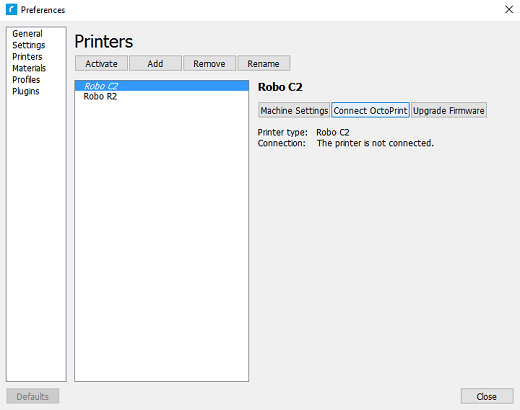 Preferences
General
Settings
Printers
Materials
Profiles
Plugins
Printers
Activate Add Remove Rename
Robo C2
Robo R2
Robo C2
Machine Settings Connect OctoPrint Upgrade Firmware
Printer type: Robo C2
Connection: The printer is not connected.
Defaults Close